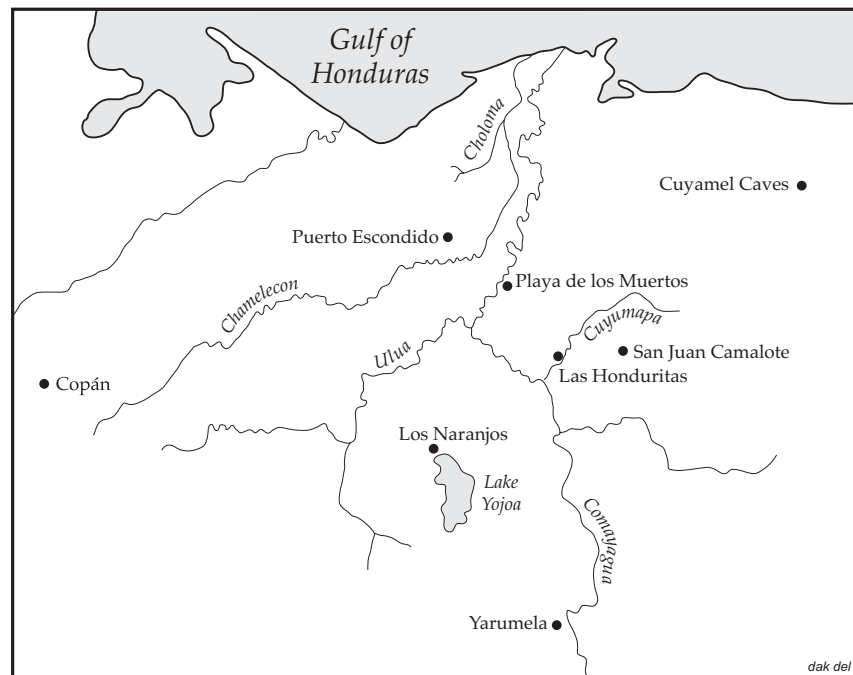 Gulf of
Honduras
Choloma
Cuyamel Caves
Puerto Escondido
Playa de los Muertos
Chamelecon
Cuyumapa
Ulua
San Juan Camalote
Las Honduritas
Copán
Los Naranjos
Lake
Yojoa
Comayagua
Yarumela
dak del